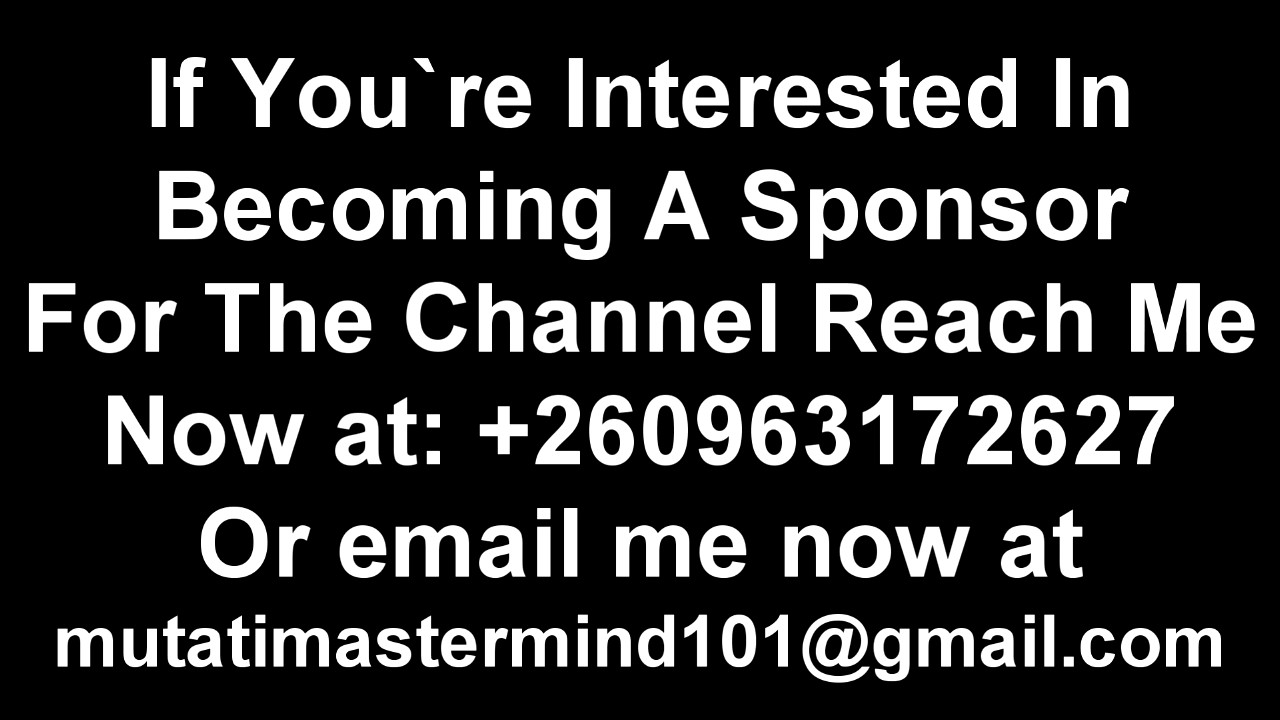 If You`re Interested In
Becoming A Sponsor
For The Channel Reach Me
Now at: +260963172627
Or email me now at
mutatimastermind101@gmail.com